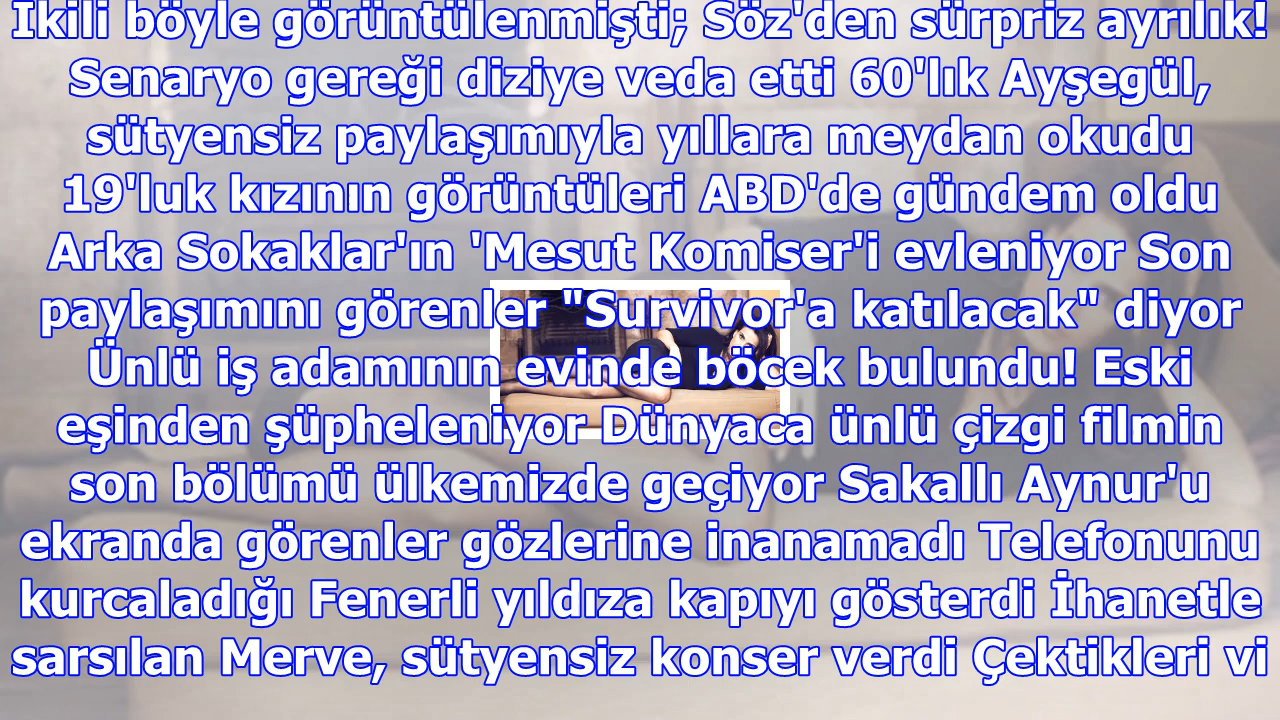 İkili böyle görüntülenmişti; Söz'den sürpriz ayrılık!
Senaryo gereği diziye veda etti 60'lık Ayşegül,
sütyensiz paylaşımıyla yıllara meydan okudu
19'luk kızının görüntüleri ABD'de gündem oldu
Arka Sokaklar'ın 'Mesut Komiser'i evleniyor Son
paylaşımını görenler "Survivor'a katılacak" diyor
Ünlü iş adamının evinde böcek bulundu! Eski
eşinden şüpheleniyor Dünyaca ünlü çizgi filmin
son bölümü ülkemizde geçiyor Sakallı Aynur'u
ekranda görenler gözlerine inanamadı Telefonunu
kurcaladığı Fenerli yıldıza kapıyı gösterdi İhanetle
sarsılan Merve, sütyensiz konser verdi Çektikleri vi